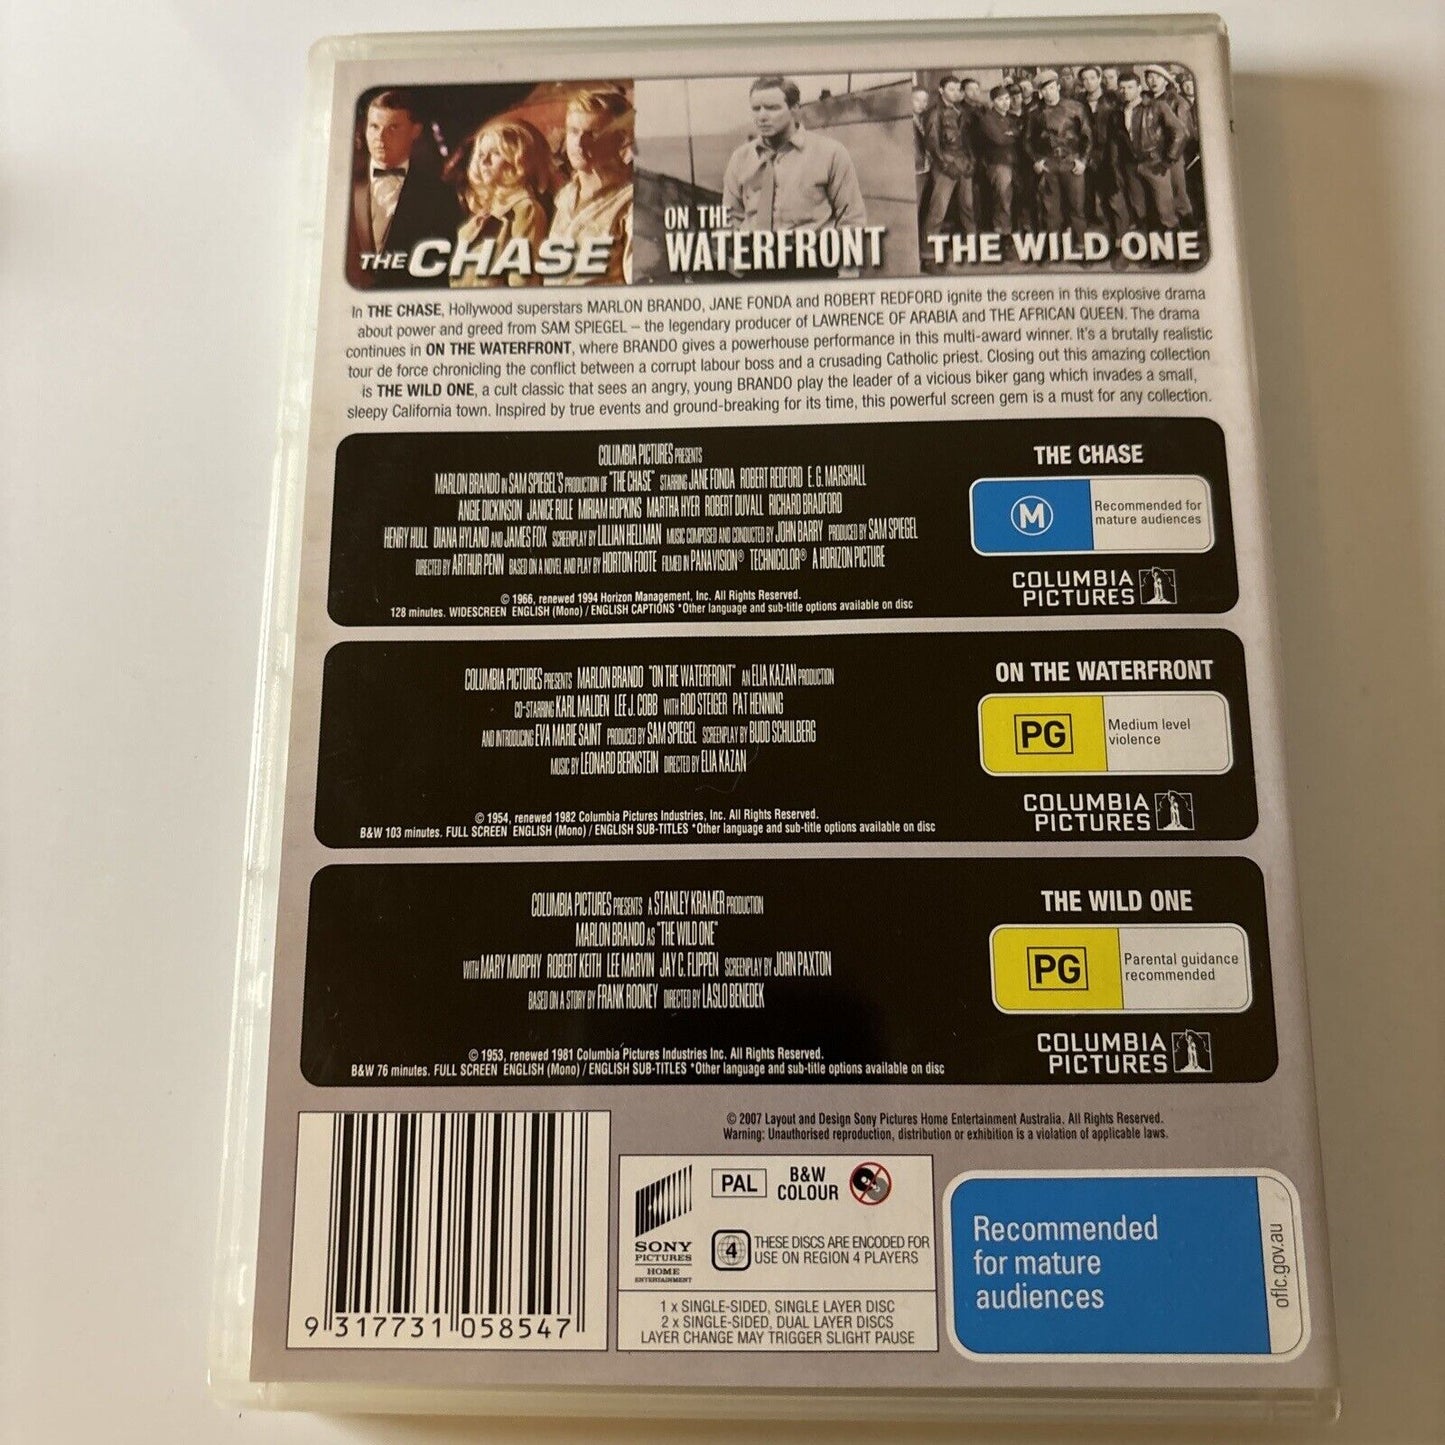 THE CHASE
ON THE
WATERFRONT
THE WILD ONE
In THE CHASE, Hollywood superstars MARLON BRANDO, JANE FONDA and ROBERT REDFORD ignite the screen in this explosive drama
about power and greed from SAM SPIEGEL – the legendary producer of LAWRENCE OF ARABIA and THE AFRICAN QUEEN. The drama
continues in ON THE WATERFRONT, where BRANDO gives a powerhouse performance in this multi-award winner. It's a brutally realistic
tour de force chronicling the conflict between a corrupt labour boss and a crusading Catholic priest. Closing out this amazing collection
is THE WILD ONE, a cult classic that sees an angry, young BRANDO play the leader of a vicious biker gang which invades a small,
sleepy California town. Inspired by true events and ground-breaking for its time, this powerful screen gem is a must for any collection.
COLUMBIA PICTURES PRESENTS
MARLON BRANDO IN SAM SPIEGEL'S PRODUCTION OF "THE CHASE" STARRING JANE FONDA ROBERT REDFORD E. G. MARSHALL
ANGIE DICKINSON JANICE RULE MIRIAM HOPKINS MARTHA HYER ROBERT DUVALL RICHARD BRADFORD
HENRY HULL DIANA HYLAND AND JAMES FOX SCREENPLAY BY LILLIAN HELLMAN MUSIC COMPOSED AND CONDUCTED BY JOHN BARRY PRODUCED BY SAM SPIEGEL
DIRECTED BY ARTHUR PENN BASED ON A NOVEL AND PLAY BY HORTON FOOTE FILMED IN PANAVISION® TECHNICOLOR® A HORIZON PICTURE
© 1966, renewed 1994 Horizon Management, Inc. All Rights Reserved.
128 minutes. WIDESCREEN ENGLISH (Mono) / ENGLISH CAPTIONS *Other language and sub-title options available on disc
THE CHASE
M
Recommended for
mature audiences
COLUMBIA
PICTURES
COLUMBIA PICTURES PRESENTS MARLON BRANDO "ON THE WATERFRONT" AN ELIA KAZAN PRODUCTION
CO-STARRING KARL MALDEN LEE J. COBB WITH ROD STEIGER PAT HENNING
AND INTRODUCING EVA MARIE SAINT PRODUCED BY SAM SPIEGEL SCREENPLAY BY BUDD SCHULBERG
MUSIC BY LEONARD BERNSTEIN DIRECTED BY ELIA KAZAN
© 1954, renewed 1982 Columbia Pictures Industries, Inc. All Rights Reserved.
B&W 103 minutes. FULL SCREEN ENGLISH (Mono) / ENGLISH SUB-TITLES *Other language and sub-title options available on disc
ON THE WATERFRONT
PG
Medium level
violence
COLUMBIA
PICTURES
COLUMBIA PICTURES PRESENTS A STANLEY KRAMER PRODUCTION
MARLON BRANDO AS "THE WILD ONE"
WITH MARY MURPHY ROBERT KEITH LEE MARVIN JAY C. FLIPPEN SCREENPLAY BY JOHN PAXTON
BASED ON A STORY BY FRANK ROONEY DIRECTED BY LASLO BENEDEK
© 1953, renewed 1981 Columbia Pictures Industries Inc. All Rights Reserved.
B&W 76 minutes. FULL SCREEN ENGLISH (Mono) / ENGLISH SUB-TITLES *Other language and sub-title options available on disc
THE WILD ONE
PG
Parental guidance
recommended
COLUMBIA
PICTURES
© 2007 Layout and Design Sony Pictures Home Entertainment Australia. All Rights Reserved.
Warning: Unauthorised reproduction, distribution or exhibition is a violation of applicable laws.
9 317731 058547
SONY
PICTURES
HOME
ENTERTAINMENT
PAL
B&W
COLOUR
4
THESE DISCS ARE ENCODED FOR
USE ON REGION 4 PLAYERS
1 x SINGLE-SIDED, SINGLE LAYER DISC
2 x SINGLE-SIDED, DUAL LAYER DISCS
LAYER CHANGE MAY TRIGGER SLIGHT PAUSE
Recommended
for mature
audiences
oflc.gov.au